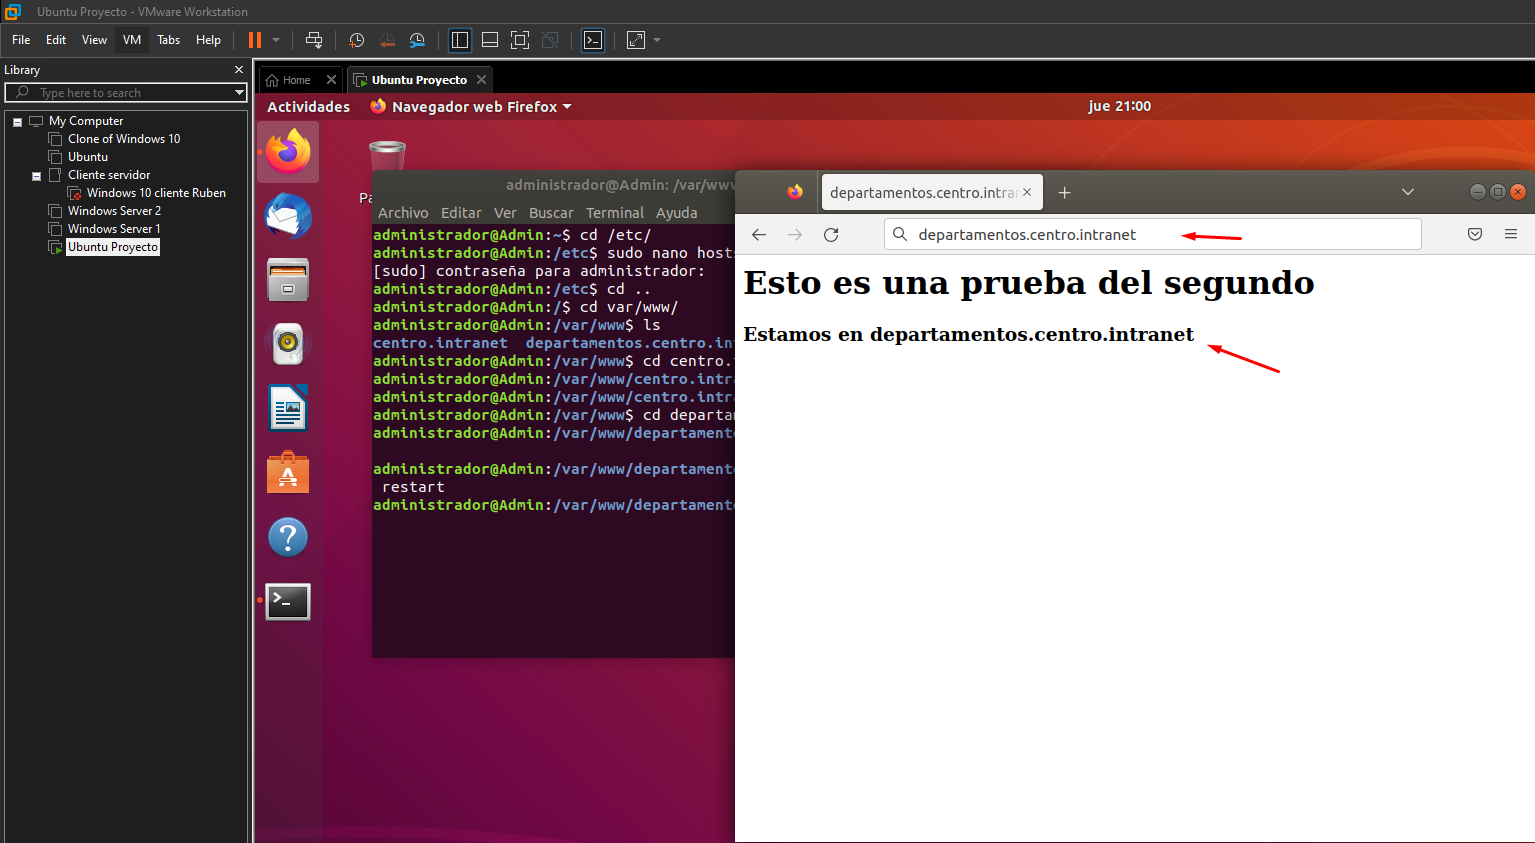 Ubuntu Proyecto - VMware Workstation
File Edit View VM Tabs Help
Library
Type here to search
My Computer
Clone of Windows 10
Ubuntu
Cliente servidor
Windows 10 cliente Ruben
Windows Server 2
Windows Server 1
Ubuntu Proyecto
Home
Ubuntu Proyecto
Actividades
Navegador web Firefox
jue 21:00
Pa
administrador@Admin: /var/www
Archivo Editar Ver Buscar Terminal Ayuda
administrador@Admin:~$ cd /etc/
administrador@Admin:/etc$ sudo nano hosts
[sudo] contraseña para administrador:
administrador@Admin:/etc$ cd ..
administrador@Admin:/$ cd var/www/
administrador@Admin:/var/www$ ls
centro.intranet departamentos.centro.in
administrador@Admin:/var/www$ cd centro.
administrador@Admin:/var/www/centro.intra
administrador@Admin:/var/www/centro.intra
administrador@Admin:/var/www$ cd departam
administrador@Admin:/var/www/departamento
administrador@Admin:/var/www/departamento
restart
administrador@Admin:/var/www/departamento
departamentos.centro.intran
departamentos.centro.intranet
Esto es una prueba del segundo
Estamos en departamentos.centro.intranet